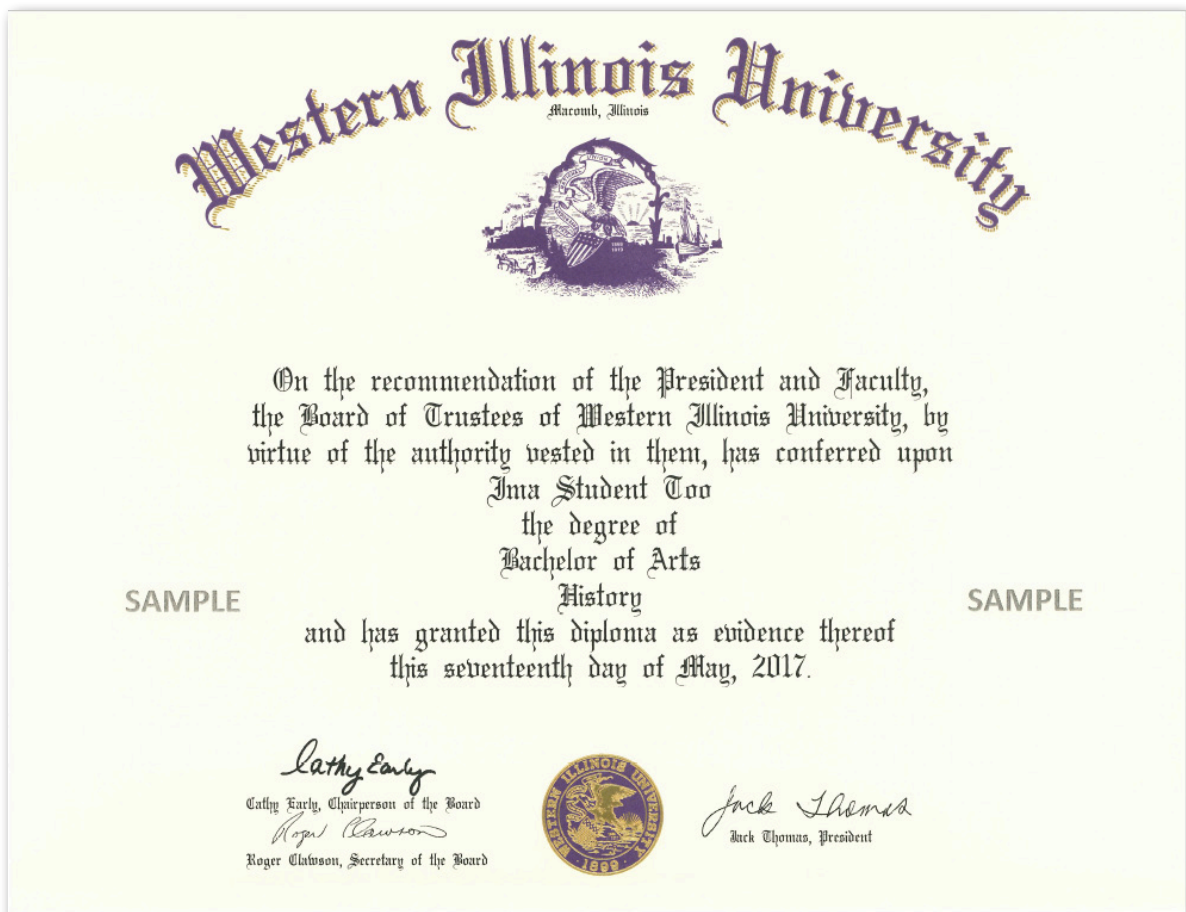 Western Illinois University
Macomb, Illinois
On the recommendation of the President and Faculty,
the Board of Trustees of Western Illinois University, by
virtue of the authority vested in them, has conferred upon
Ima Student Too
the degree of
Bachelor of Arts
History
SAMPLE
SAMPLE
and has granted this diploma as evidence thereof
this seventeenth day of May, 2017.
Cathy Early
Cathy Early, Chairperson of the Board
Roger Clawson
Roger Clawson, Secretary of the Board
WESTERN ILLINOIS UNIVERSITY
1899
Jack Thomas
Jack Thomas, President